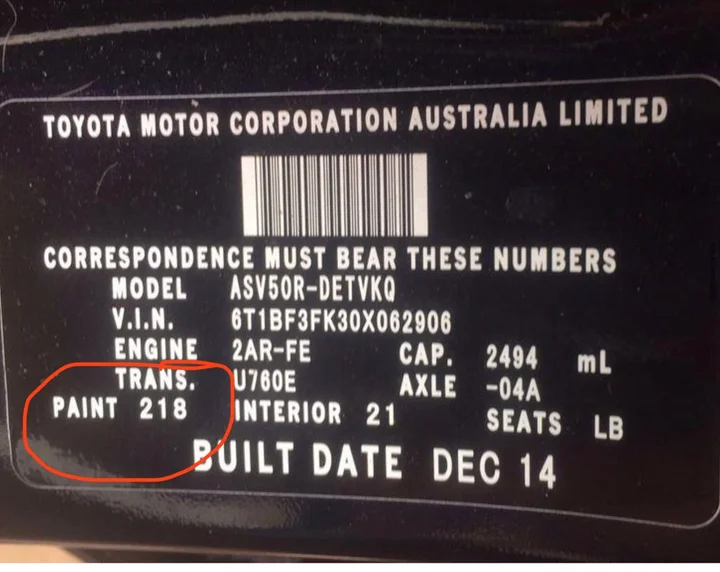 TOYOTA MOTOR CORPORATION AUSTRALIA LIMITED
CORRESPONDENCE MUST BEAR THESE NUMBERS
MODEL ASV50R-DETVKQ
V.I.N. 6T1BF3FK30X062906
ENGINE 2AR-FE CAP. 2494 mL
TRANS. U760E AXLE -04A
PAINT 218 INTERIOR 21 SEATS LB
BUILT DATE DEC 14